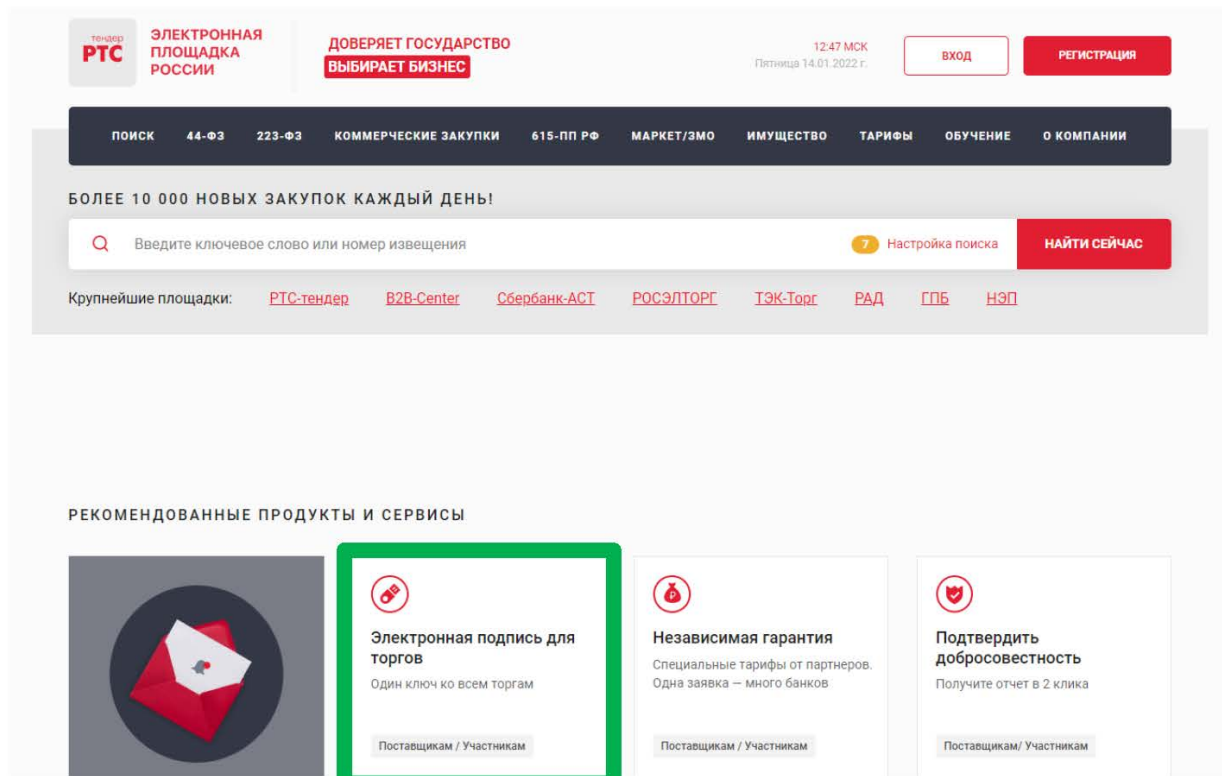 тендер
РТС
ЭЛЕКТРОННАЯ
ПЛОЩАДКА
РОССИИ
ДОВЕРЯЕТ ГОСУДАРСТВО
ВЫБИРАЕТ БИЗНЕС
12:47 МСК
Пятница 14.01.2022 г.
ВХОД
РЕГИСТРАЦИЯ
ПОИСК 44-ФЗ 223-ФЗ КОММЕРЧЕСКИЕ ЗАКУПКИ 615-ПП РФ МАРКЕТ/ЗМО ИМУЩЕСТВО ТАРИФЫ ОБУЧЕНИЕ О КОМПАНИИ
БОЛЕЕ 10 000 НОВЫХ ЗАКУПОК КАЖДЫЙ ДЕНЬ!
Введите ключевое слово или номер извещения 7 Настройка поиска НАЙТИ СЕЙЧАС
Крупнейшие площадки: РТС-тендер B2B-Center Сбербанк-АСТ РОСЭЛТОРГ ТЭК-Торг РАД ГПБ НЭП
РЕКОМЕНДОВАННЫЕ ПРОДУКТЫ И СЕРВИСЫ
Электронная подпись для
торгов
Один ключ ко всем торгам
Поставщикам / Участникам
Независимая гарантия
Специальные тарифы от партнеров.
Одна заявка — много банков
Поставщикам / Участникам
Подтвердить
добросовестность
Получите отчет в 2 клика
Поставщикам/ Участникам